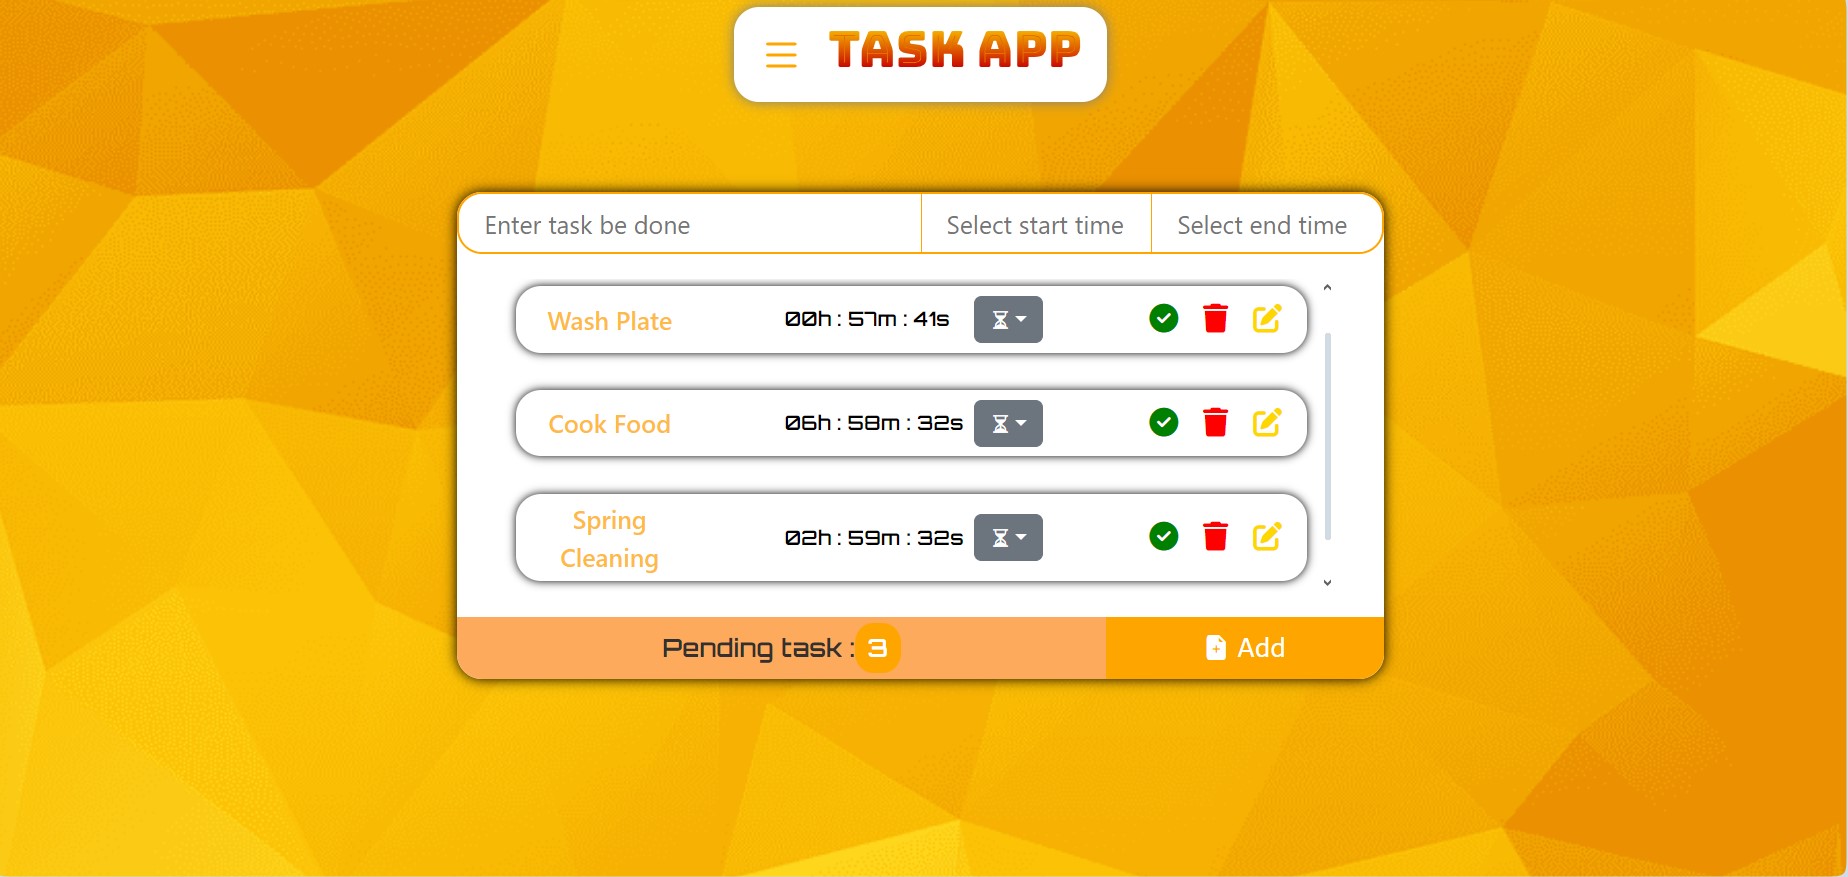 TASK APP
Enter task be done Select start time Select end time
Wash Plate 00h : 57m : 41s
Cook Food 06h : 58m : 32s
Spring
Cleaning 02h : 59m : 32s
Pending task : 3 Add